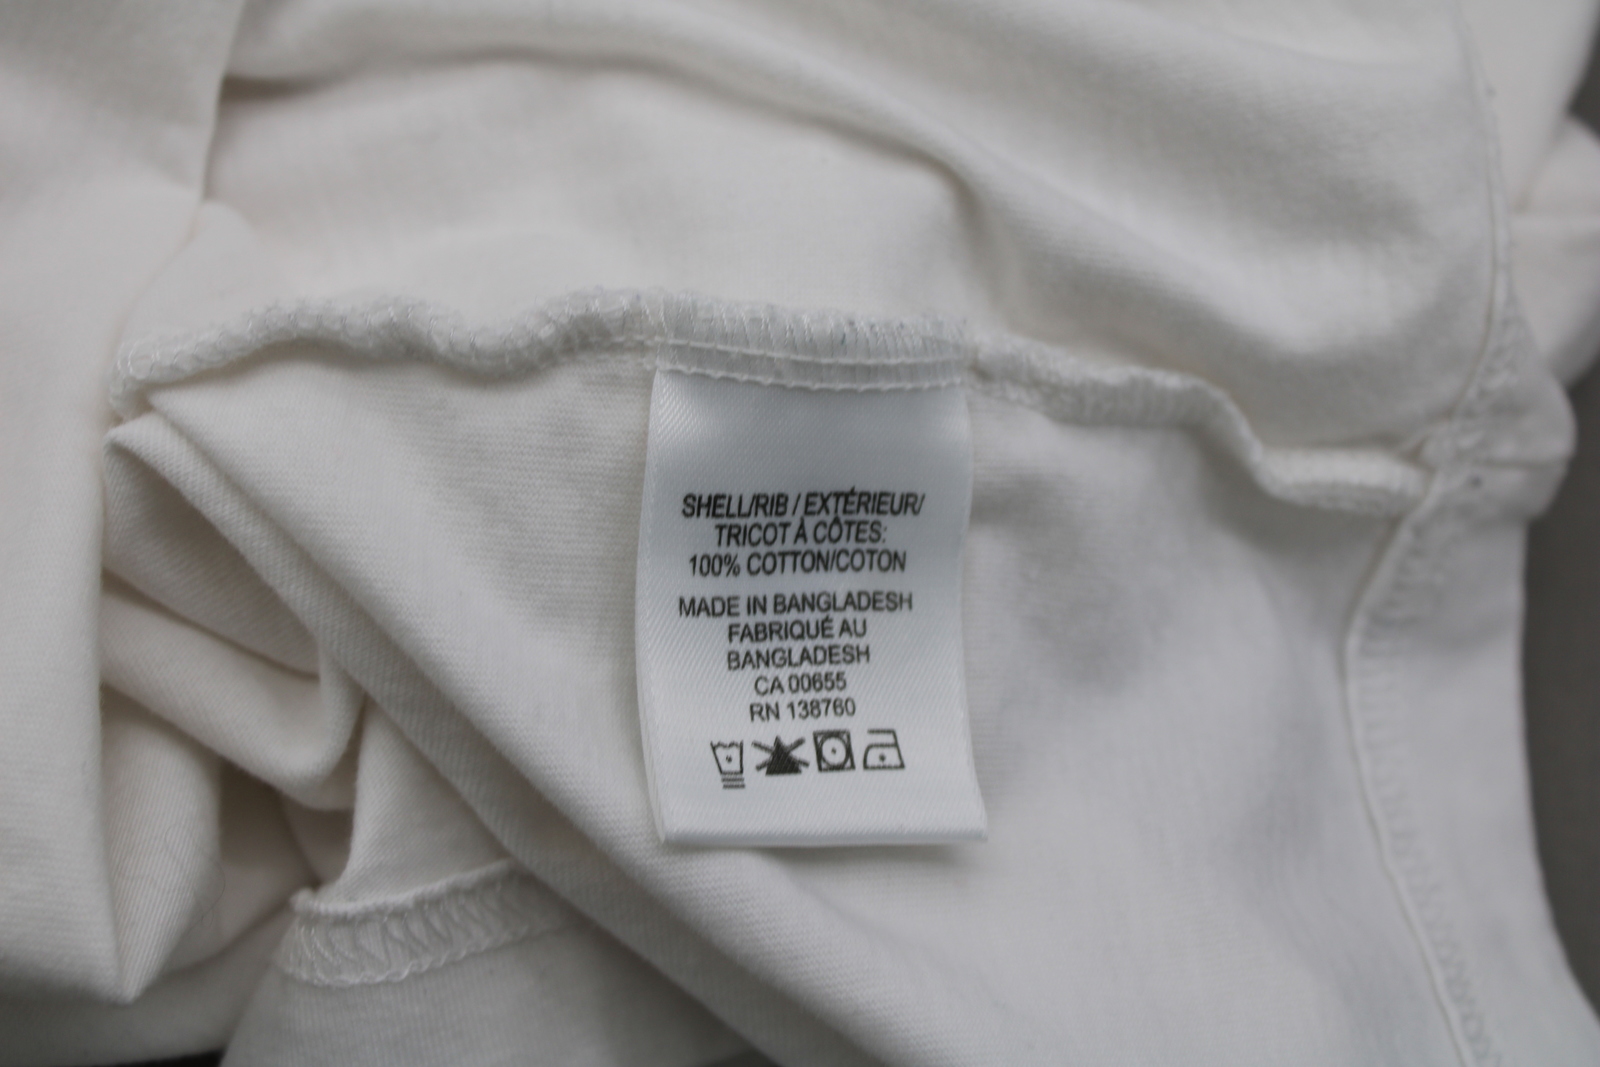 SHELL/RIB / EXTÉRIEUR/
TRICOT À CÔTES:
100% COTTON/COTON
MADE IN BANGLADESH
FABRIQUÉ AU
BANGLADESH
CA 00655
RN 138760